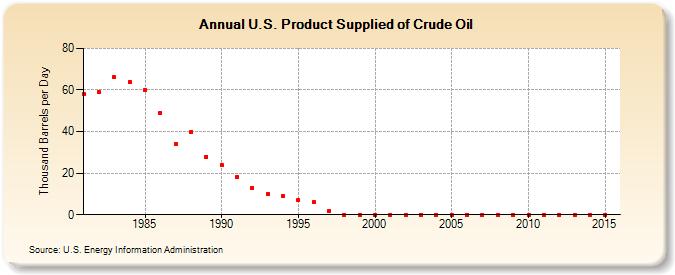 Annual U.S. Product Supplied of Crude Oil
Thousand Barrels per Day
80
60
40
20
0
1985 1990 1995 2000 2005 2010 2015
Source: U.S. Energy Information Administration